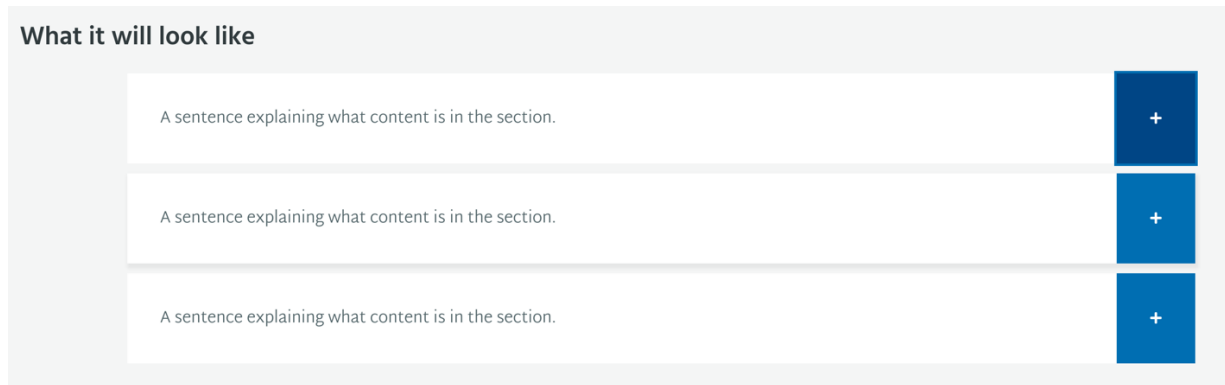 What it will look like
A sentence explaining what content is in the section.
+
A sentence explaining what content is in the section.
+
A sentence explaining what content is in the section.
+